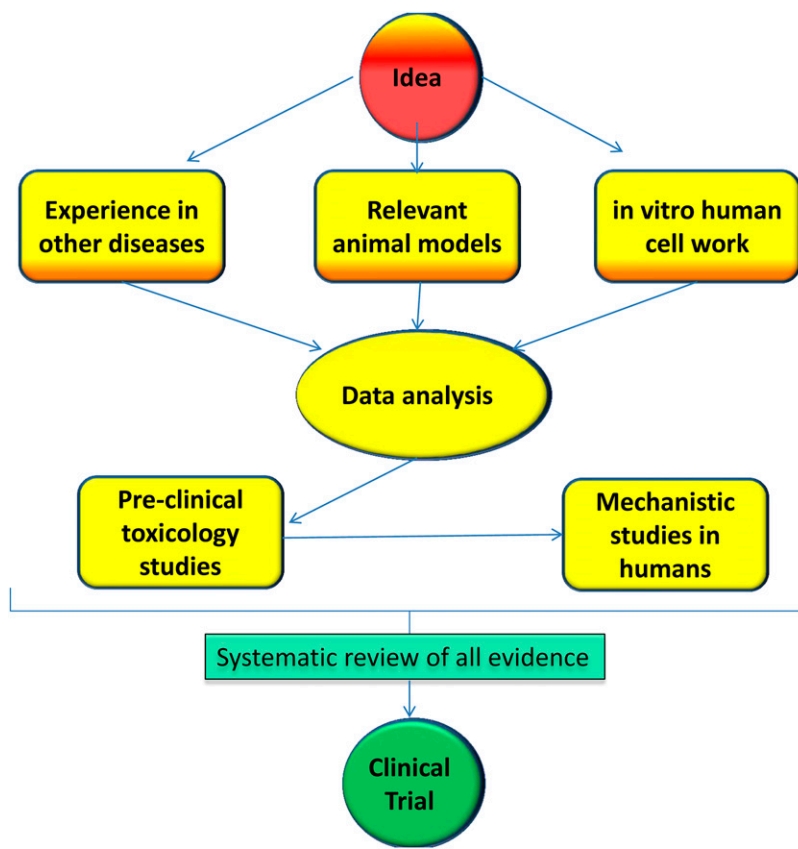 Idea
Experience in
other diseases
Relevant
animal models
in vitro human
cell work
Data analysis
Pre-clinical
toxicology
studies
Mechanistic
studies in
humans
Systematic review of all evidence
Clinical
Trial